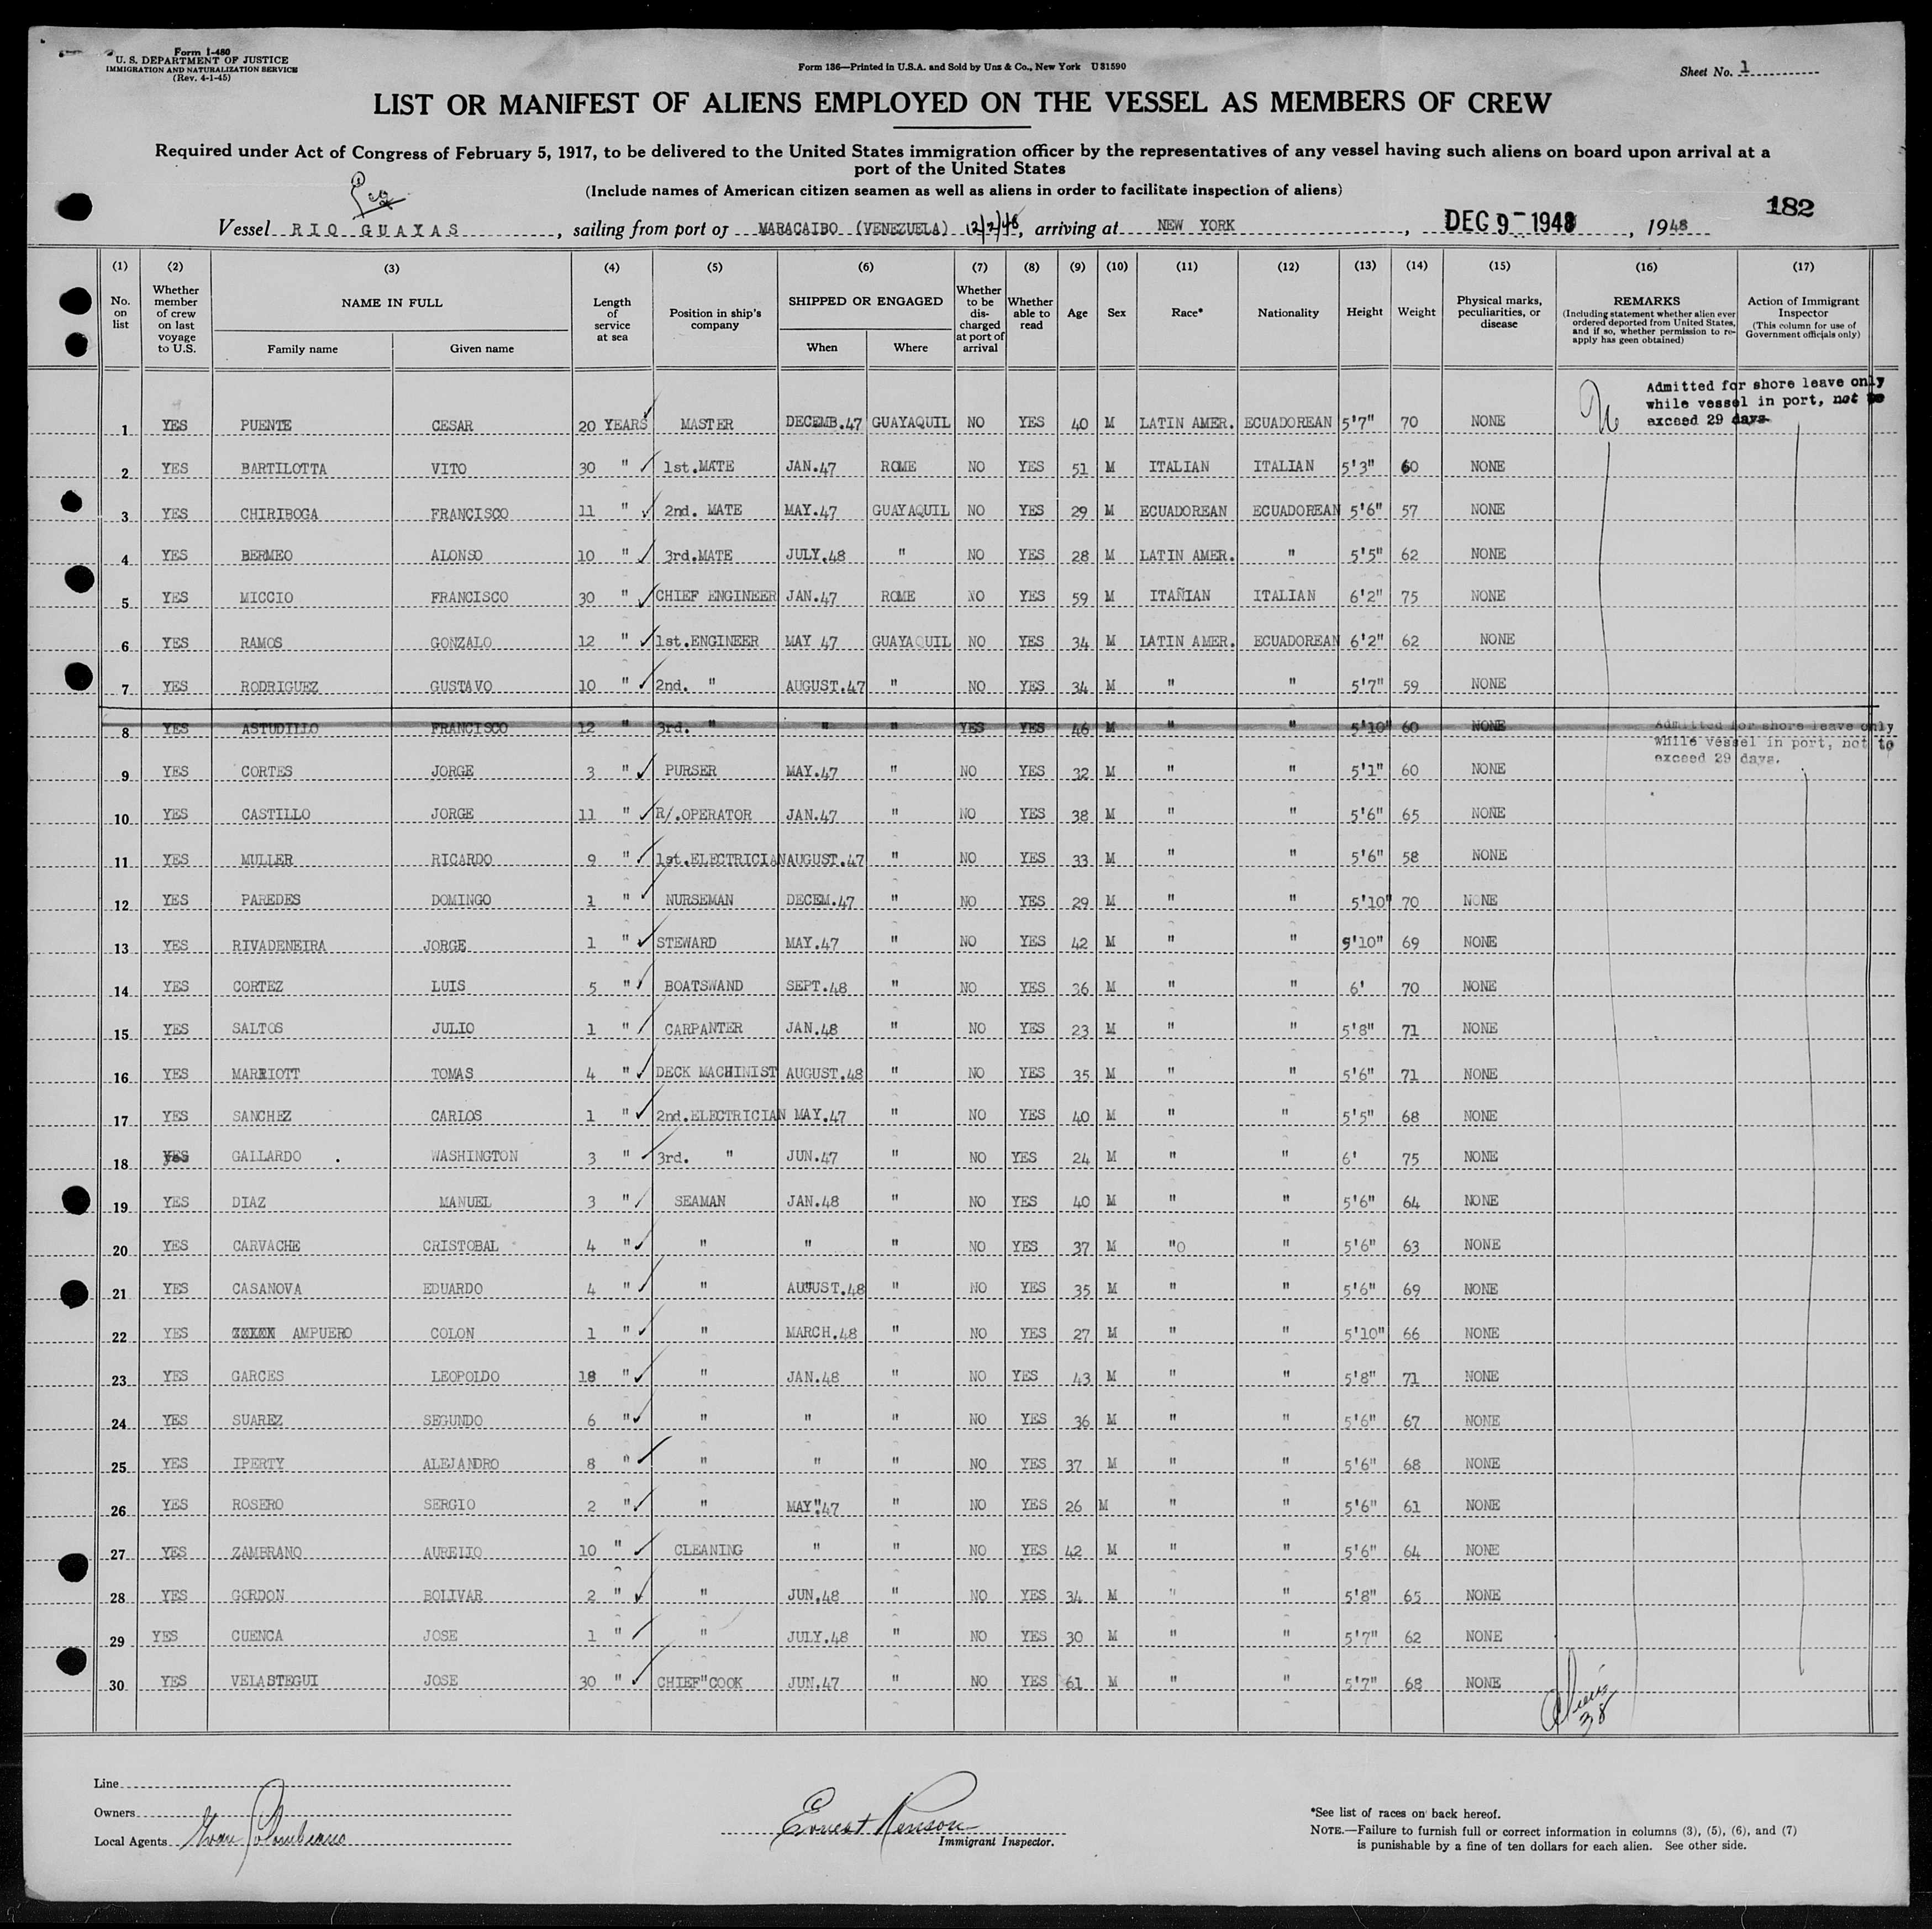 Form I-480
U. S. DEPARTMENT OF JUSTICE
IMMIGRATION AND NATURALIZATION SERVICE
(Rev. 4-1-45)
Form 136—Printed in U.S.A. and Sold by Unz & Co., New York U 31590
Sheet No. 1
LIST OR MANIFEST OF ALIENS EMPLOYED ON THE VESSEL AS MEMBERS OF CREW
Required under Act of Congress of February 5, 1917, to be delivered to the United States immigration officer by the representatives of any vessel having such aliens on board upon arrival at a
port of the United States
(Include names of American citizen seamen as well as aliens in order to facilitate inspection of aliens)
182
Vessel RIO GUAYAS, sailing from port of MARACAIBO (VENEZUELA) 12/2/48, arriving at NEW YORK, DEC 9 - 1948, 1948
(1) (2) (3) (4) (5) (6) (7) (8) (9) (10) (11) (12) (13) (14) (15) (16) (17)
No. on list
Whether member of crew on last voyage to U.S.
NAME IN FULL
Family name
Given name
Length of service at sea
Position in ship's company
SHIPPED OR ENGAGED
When
Where
Whether to be discharged at port of arrival
Whether able to read
Age
Sex
Race*
Nationality
Height
Weight
Physical marks, peculiarities, or disease
REMARKS
(Including statement whether alien ever ordered deported from United States, and if so, whether permission to reapply has geen obtained)
Action of Immigrant Inspector
(This column for use of Government officials only)
Admitted for shore leave only
while vessel in port, not to
exceed 29 days.
1 YES PUENTE CESAR 20 YEARS MASTER DECEMB.47 GUAYAQUIL NO YES 40 M LATIN AMER. ECUADOREAN 5'7" 70 NONE
2 YES BARTILOTTA VITO 30 " 1st.MATE JAN.47 ROME NO YES 51 M ITALIAN ITALIAN 5'3" 60 NONE
3 YES CHIRIBOGA FRANCISCO 11 " 2nd. MATE MAY.47 GUAYAQUIL NO YES 29 M ECUADOREAN ECUADOREAN 5'6" 57 NONE
4 YES BERMEO ALONSO 10 " 3rd.MATE JULY.48 " NO YES 28 M LATIN AMER. " 5'5" 62 NONE
5 YES MICCIO FRANCISCO 30 " CHIEF ENGINEER JAN.47 ROME NO YES 59 M ITAÑIAN ITALIAN 6'2" 75 NONE
6 YES RAMOS GONZALO 12 " 1st.ENGINEER MAY 47 GUAYAQUIL NO YES 34 M LATIN AMER. ECUADOREAN 6'2" 62 NONE
7 YES RODRIGUEZ GUSTAVO 10 " 2nd. " AUGUST.47 " NO YES 34 M " " 5'7" 59 NONE
8 YES ASTUDILLO FRANCISCO 12 " 3rd. " " " YES YES 46 M " " 5'10" 60 NONE
Admitted for shore leave only
while vessel in port, not to
exceed 29 days.
9 YES CORTES JORGE 3 " PURSER MAY.47 " NO YES 32 M " " 5'1" 60 NONE
10 YES CASTILLO JORGE 11 " R/.OPERATOR JAN.47 " NO YES 38 M " " 5'6" 65 NONE
11 YES MULLER RICARDO 9 " 1st.ELECTRICIAN AUGUST.47 " NO YES 33 M " " 5'6" 58 NONE
12 YES PAREDES DOMINGO 1 " NURSEMAN DECEM.47 " NO YES 29 M " " 5'10" 70 NONE
13 YES RIVADENEIRA JORGE 1 " STEWARD MAY.47 " NO YES 42 M " " 5'10" 69 NONE
14 YES CORTEZ LUIS 5 " BOATSWAND SEPT.48 " NO YES 36 M " " 6' 70 NONE
15 YES SALTOS JULIO 1 " CARPANTER JAN.48 " NO YES 23 M " " 5'8" 71 NONE
16 YES MARRIOTT TOMAS 4 " DECK MACHINIST AUGUST.48 " NO YES 35 M " " 5'6" 71 NONE
17 YES SANCHEZ CARLOS 1 " 2nd.ELECTRICIAN MAY.47 " NO YES 40 M " " 5'5" 68 NONE
18 YES GALLARDO . WASHINGTON 3 " 3rd. " JUN.47 " NO YES 24 M " " 6' 75 NONE
19 YES DIAZ MANUEL 3 " SEAMAN JAN.48 " NO YES 40 M " " 5'6" 64 NONE
20 YES CARVACHE CRISTOBAL 4 " " " " NO YES 37 M "O " 5'6" 63 NONE
21 YES CASANOVA EDUARDO 4 " " AUGUST.48 " NO YES 35 M " " 5'6" 69 NONE
22 YES AMPUERO COLON 1 " " MARCH.48 " NO YES 27 M " " 5'10" 66 NONE
23 YES GARCES LEOPOLDO 18 " " JAN.48 " NO YES 43 M " " 5'8" 71 NONE
24 YES SUAREZ SEGUNDO 6 " " " " NO YES 36 M " " 5'6" 67 NONE
25 YES IPERTY ALEJANDRO 8 " " " " NO YES 37 M " " 5'6" 68 NONE
26 YES ROSERO SERGIO 2 " " MAY".47 " NO YES 26 M " " 5'6" 61 NONE
27 YES ZAMBRANO AURELIO 10 " CLEANING " " NO YES 42 M " " 5'6" 64 NONE
28 YES GORDON BOLIVAR 2 " " JUN.48 " NO YES 34 M " " 5'8" 65 NONE
29 YES CUENCA JOSE 1 " " JULY.48 " NO YES 30 M " " 5'7" 62 NONE
30 YES VELASTEGUI JOSE 30 " CHIEF"COOK JUN.47 " NO YES 61 M " " 5'7" 68 NONE
38
Line
Owners
Local Agents
Ernest Renson
Immigrant Inspector.
*See list of races on back hereof.
NOTE.—Failure to furnish full or correct information in columns (3), (5), (6), and (7)
is punishable by a fine of ten dollars for each alien. See other side.